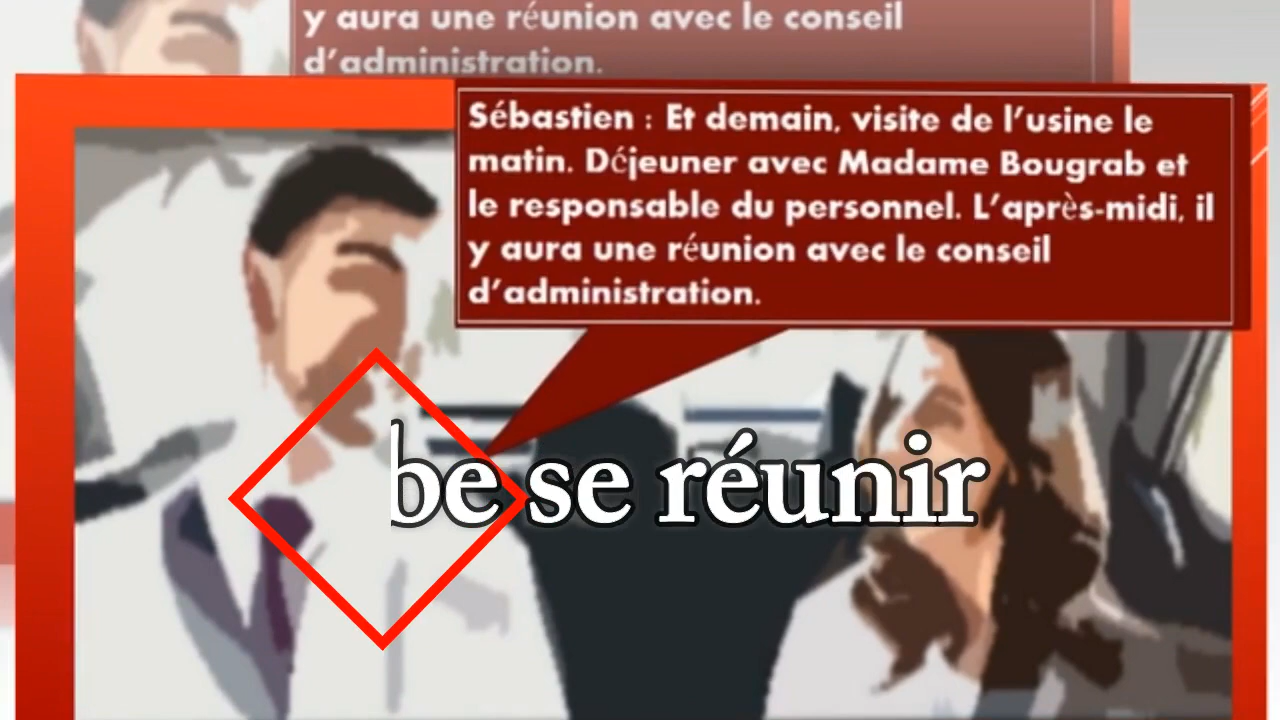 y aura une réunion avec le conseil
d'administration.
Sébastien : Et demain, visite de l'usine le
matin. Déjeuner avec Madame Bougrab et
le responsable du personnel. L'après-midi, il
y aura une réunion avec le conseil
d'administration.
be se réunir